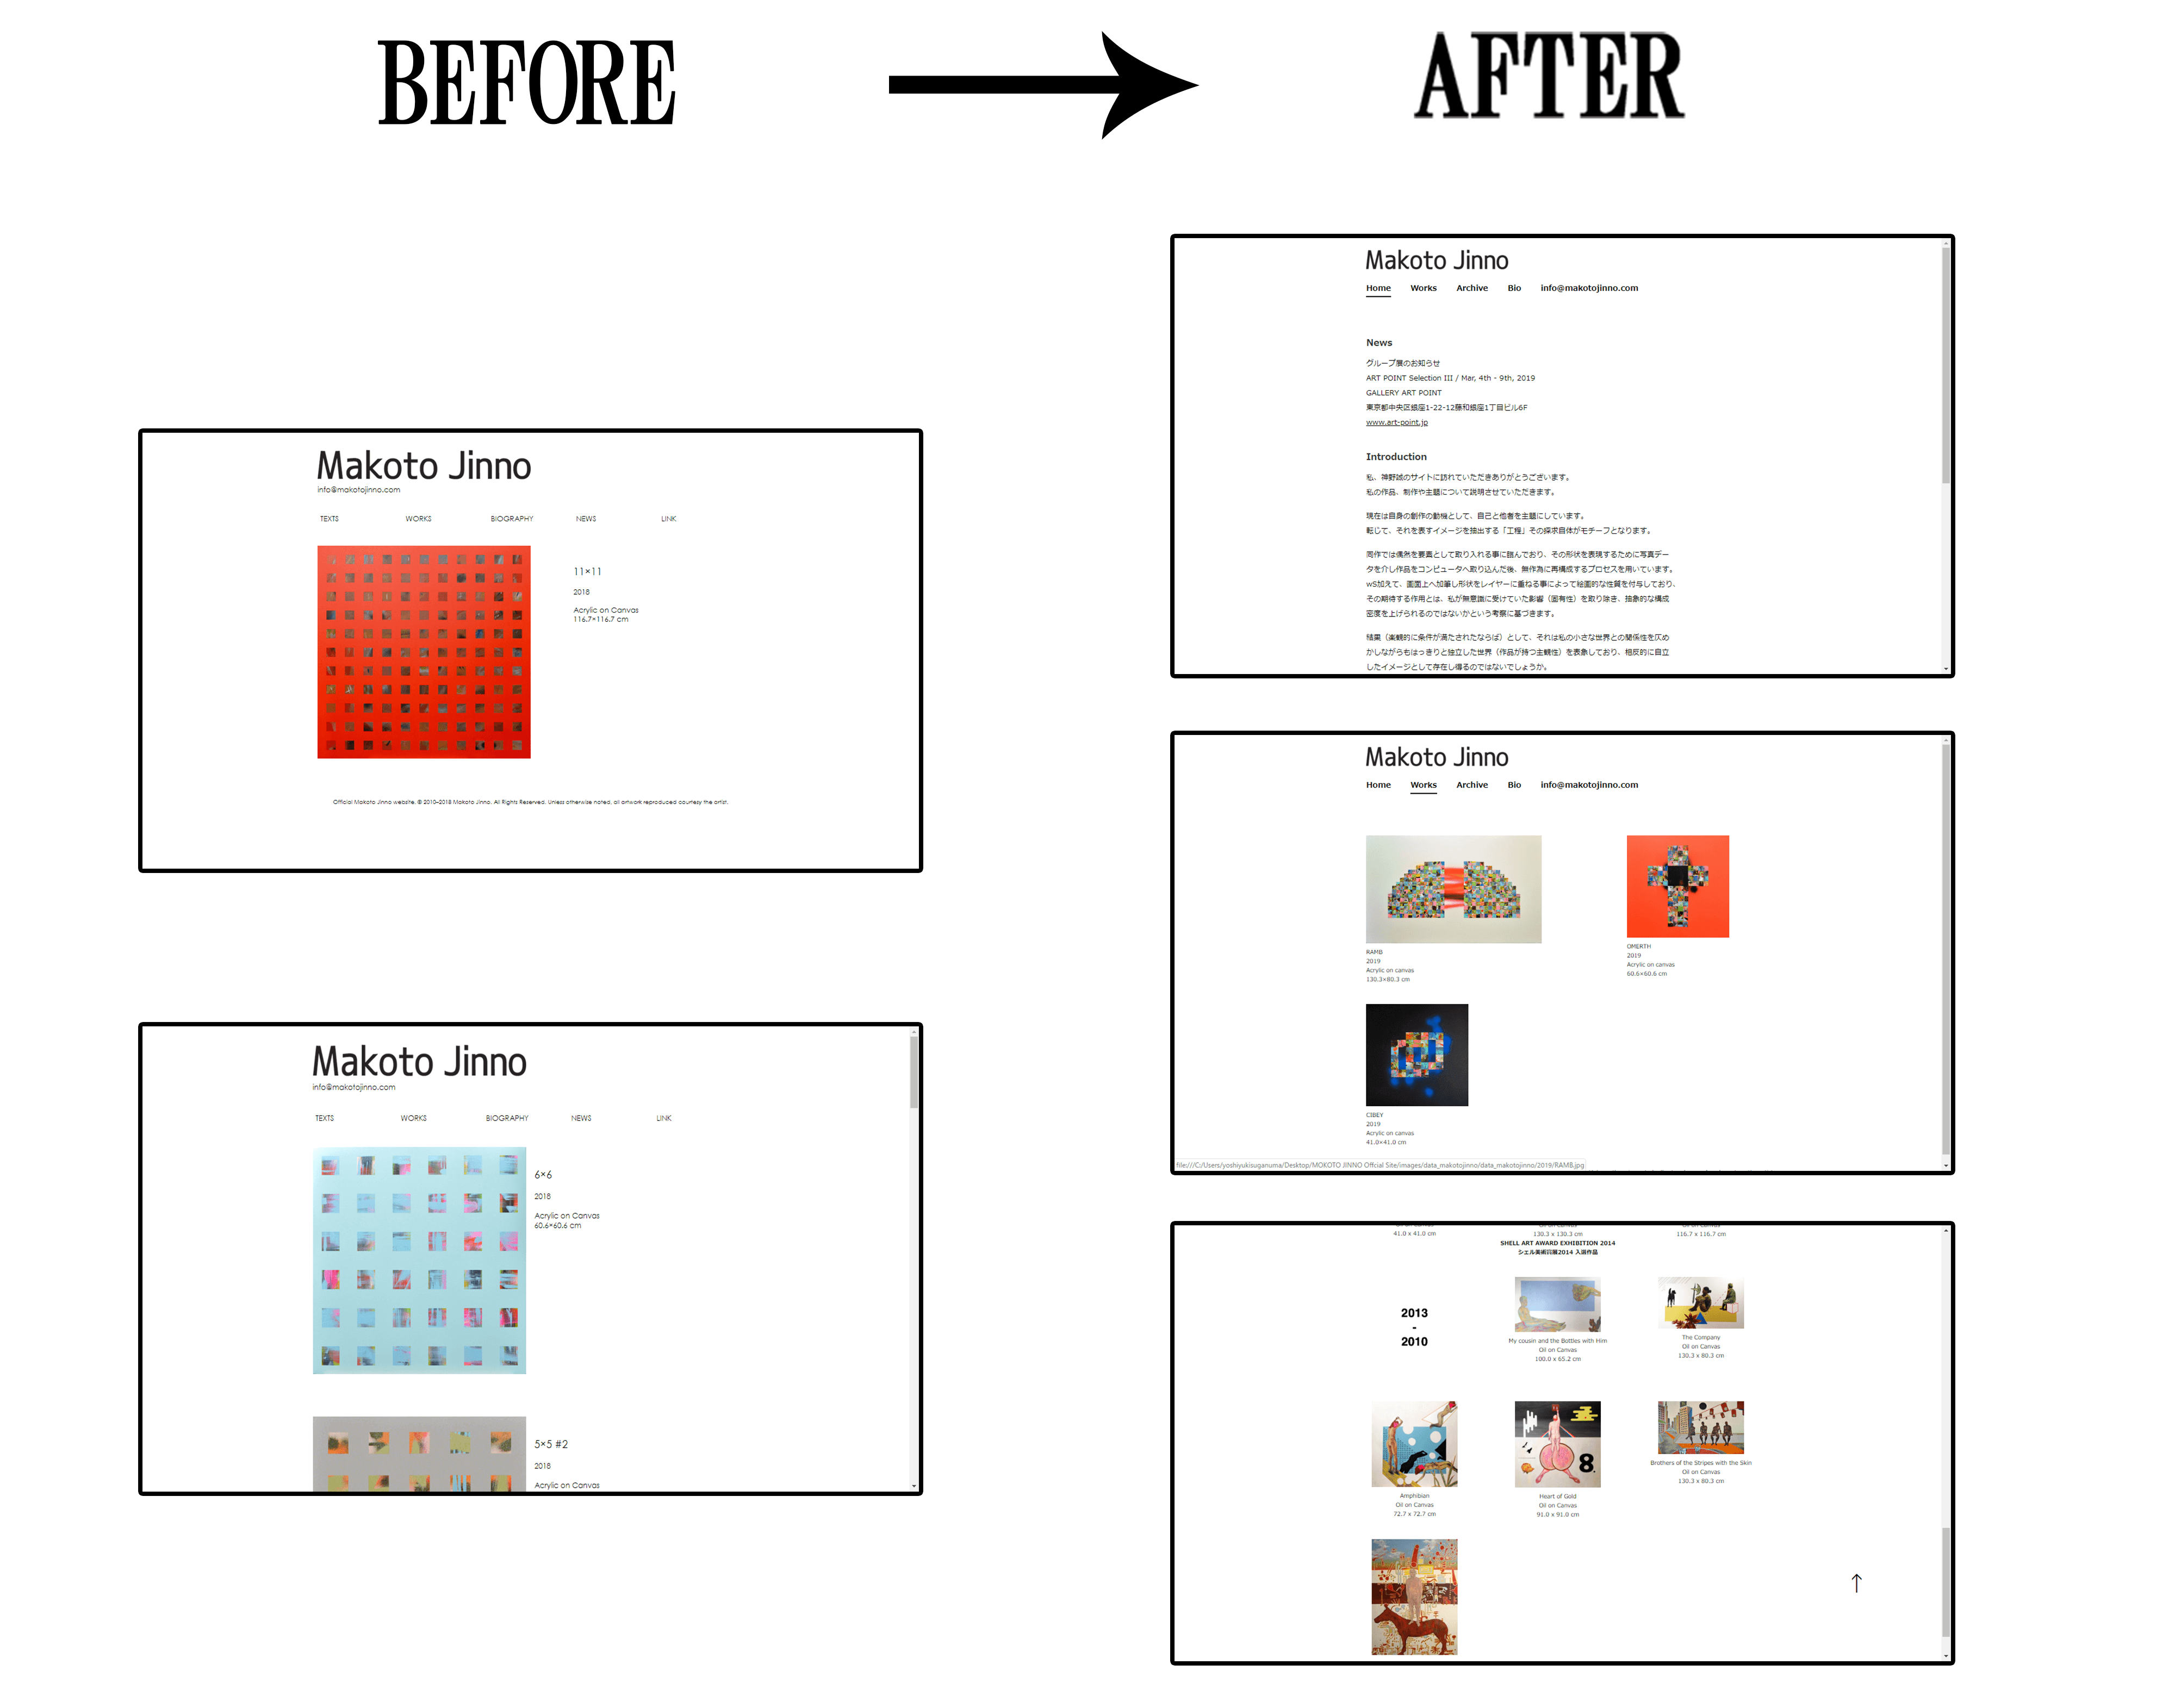 BEFORE
AFTER
Makoto Jinno
info@makotojinno.com
TEXTS WORKS BIOGRAPHY NEWS LINK
11×11
2018
Acrylic on Canvas
116.7×116.7 cm
Official Makoto Jinno website. © 2010–2018 Makoto Jinno. All Rights Reserved. Unless otherwise noted, all artwork reproduced courtesy the artist.
Makoto Jinno
info@makotojinno.com
TEXTS WORKS BIOGRAPHY NEWS LINK
6×6
2018
Acrylic on Canvas
60.6×60.6 cm
5×5 #2
2018
Acrylic on Canvas
Makoto Jinno
Home Works Archive Bio info@makotojinno.com
News
グループ展のお知らせ
ART POINT Selection III / Mar, 4th - 9th, 2019
GALLERY ART POINT
東京都中央区銀座1-22-12藤和銀座1丁目ビル6F
www.art-point.jp
Introduction
私、神野誠のサイトに訪れていただきありがとうございます。
私の作品、制作や主題について説明させていただきます。
現在は自身の創作の動機として、自己と他者を主題にしています。
転じて、それを表すイメージを抽出する「工程」その探求自体がモチーフとなります。
同作では偶然を要素として取り入れる事に臨んでおり、その形状を表現するために写真デー
タを介し作品をコンピュータへ取り込んだ後、無作為に再構成するプロセスを用いています。
wS加えて、画面上へ加筆し形状をレイヤーに重ねる事によって絵画的な性質を付与しており、
その期待する作用とは、私が無意識に受けていた影響（固有性）を取り除き、抽象的な構成
密度を上げられるのではないかという考察に基づきます。
結果（楽観的に条件が満たされたならば）として、それは私の小さな世界との関係性を仄め
かしながらもはっきりと独立した世界（作品が持つ主観性）を表象しており、相反的に自立
したイメージとして存在し得るのではないでしょうか。
Makoto Jinno
Home Works Archive Bio info@makotojinno.com
RAMB
2019
Acrylic on canvas
130.3×80.3 cm
OMERTH
2019
Acrylic on canvas
60.6×60.6 cm
CIBEY
2019
Acrylic on canvas
41.0×41.0 cm
file:///C:/Users/yoshiyukisuganuma/Desktop/MOKOTO JINNO Offcial Site/images/data_makotojinno/data_makotojinno/2019/RAMB.jpg
41.0 x 41.0 cm
130.3 x 130.3 cm
116.7 x 116.7 cm
SHELL ART AWARD EXHIBITION 2014
シェル美術賞展2014 入選作品
2013
-
2010
My cousin and the Bottles with Him
Oil on Canvas
100.0 x 65.2 cm
The Company
Oil on Canvas
130.3 x 80.3 cm
8.
Amphibian
Oil on Canvas
72.7 x 72.7 cm
Heart of Gold
Oil on Canvas
91.0 x 91.0 cm
Brothers of the Stripes with the Skin
Oil on Canvas
130.3 x 80.3 cm